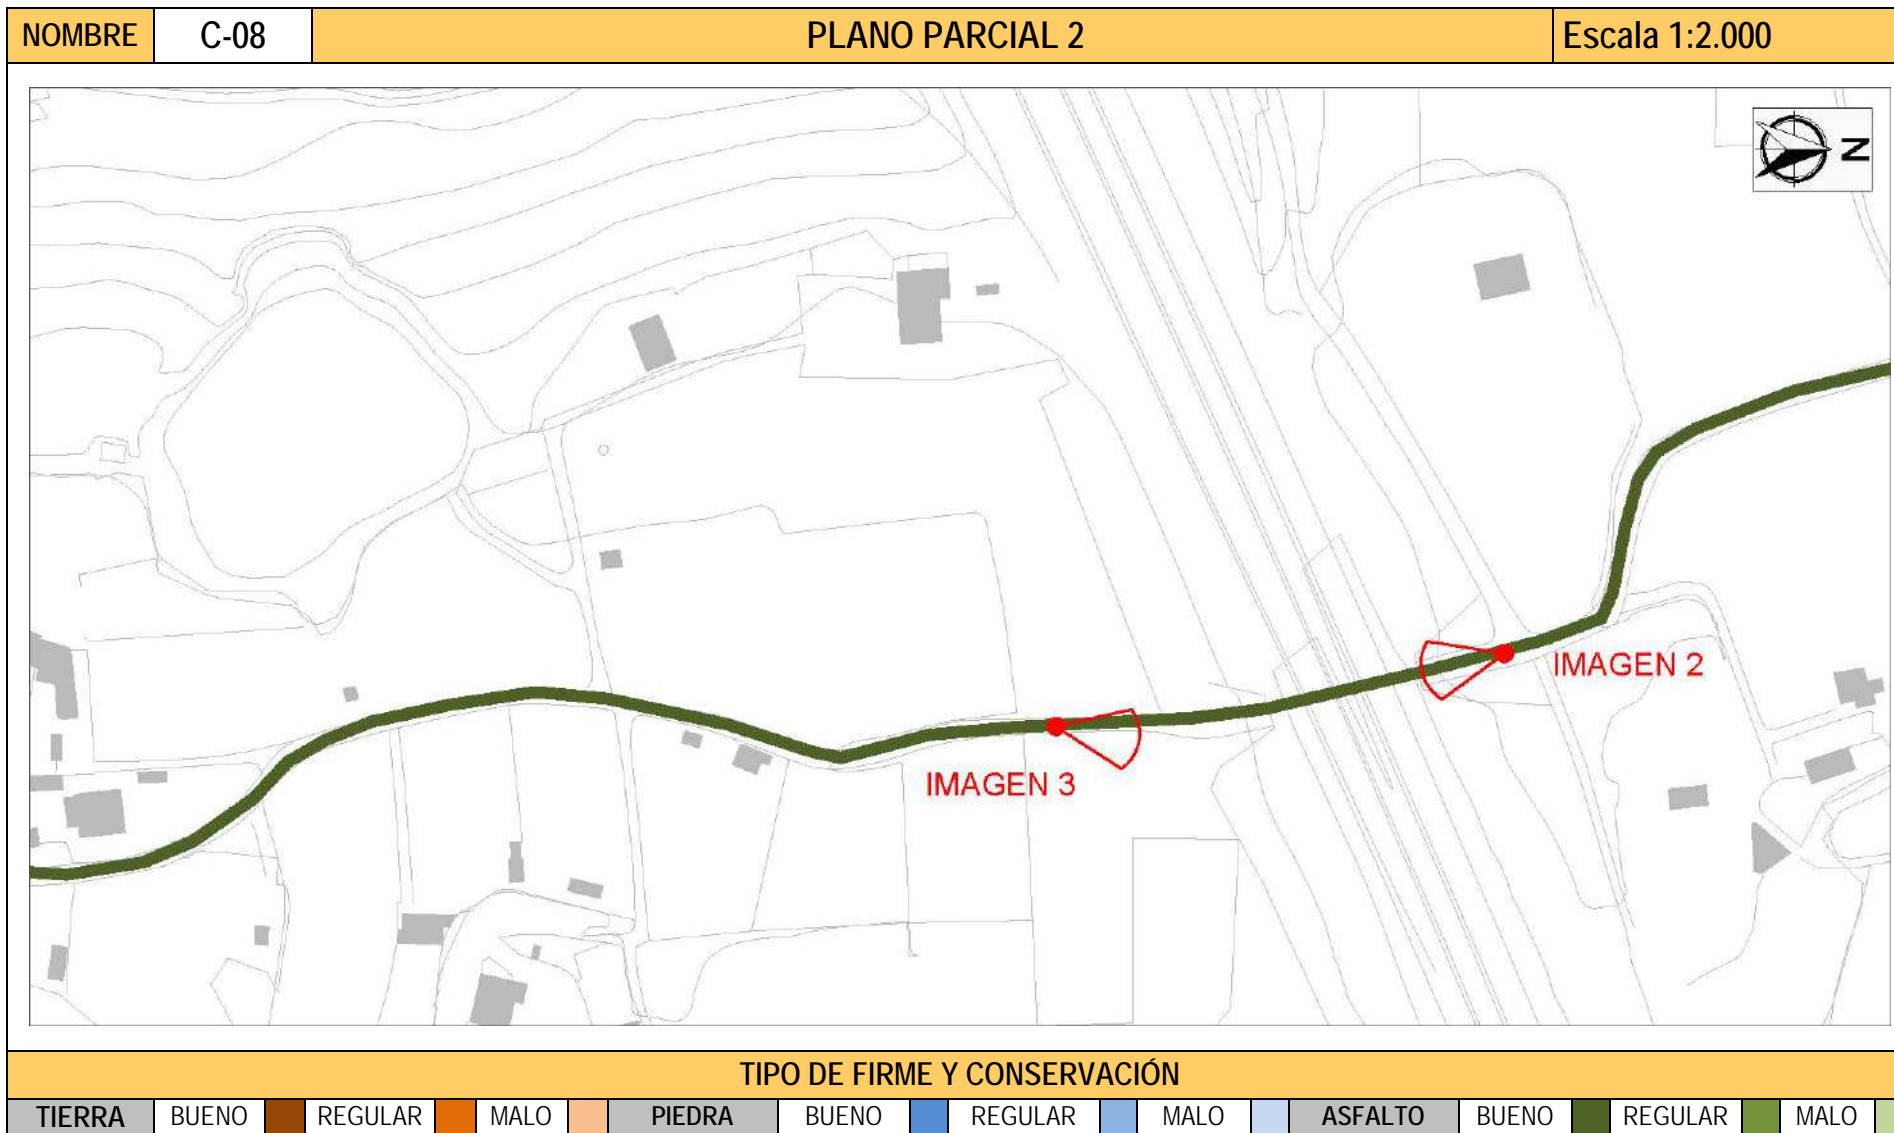 NOMBRE C-08 PLANO PARCIAL 2 Escala 1:2.000
N
IMAGEN 2
IMAGEN 3
TIPO DE FIRME Y CONSERVACIÓN
TIERRA BUENO REGULAR MALO PIEDRA BUENO REGULAR MALO ASFALTO BUENO REGULAR MALO